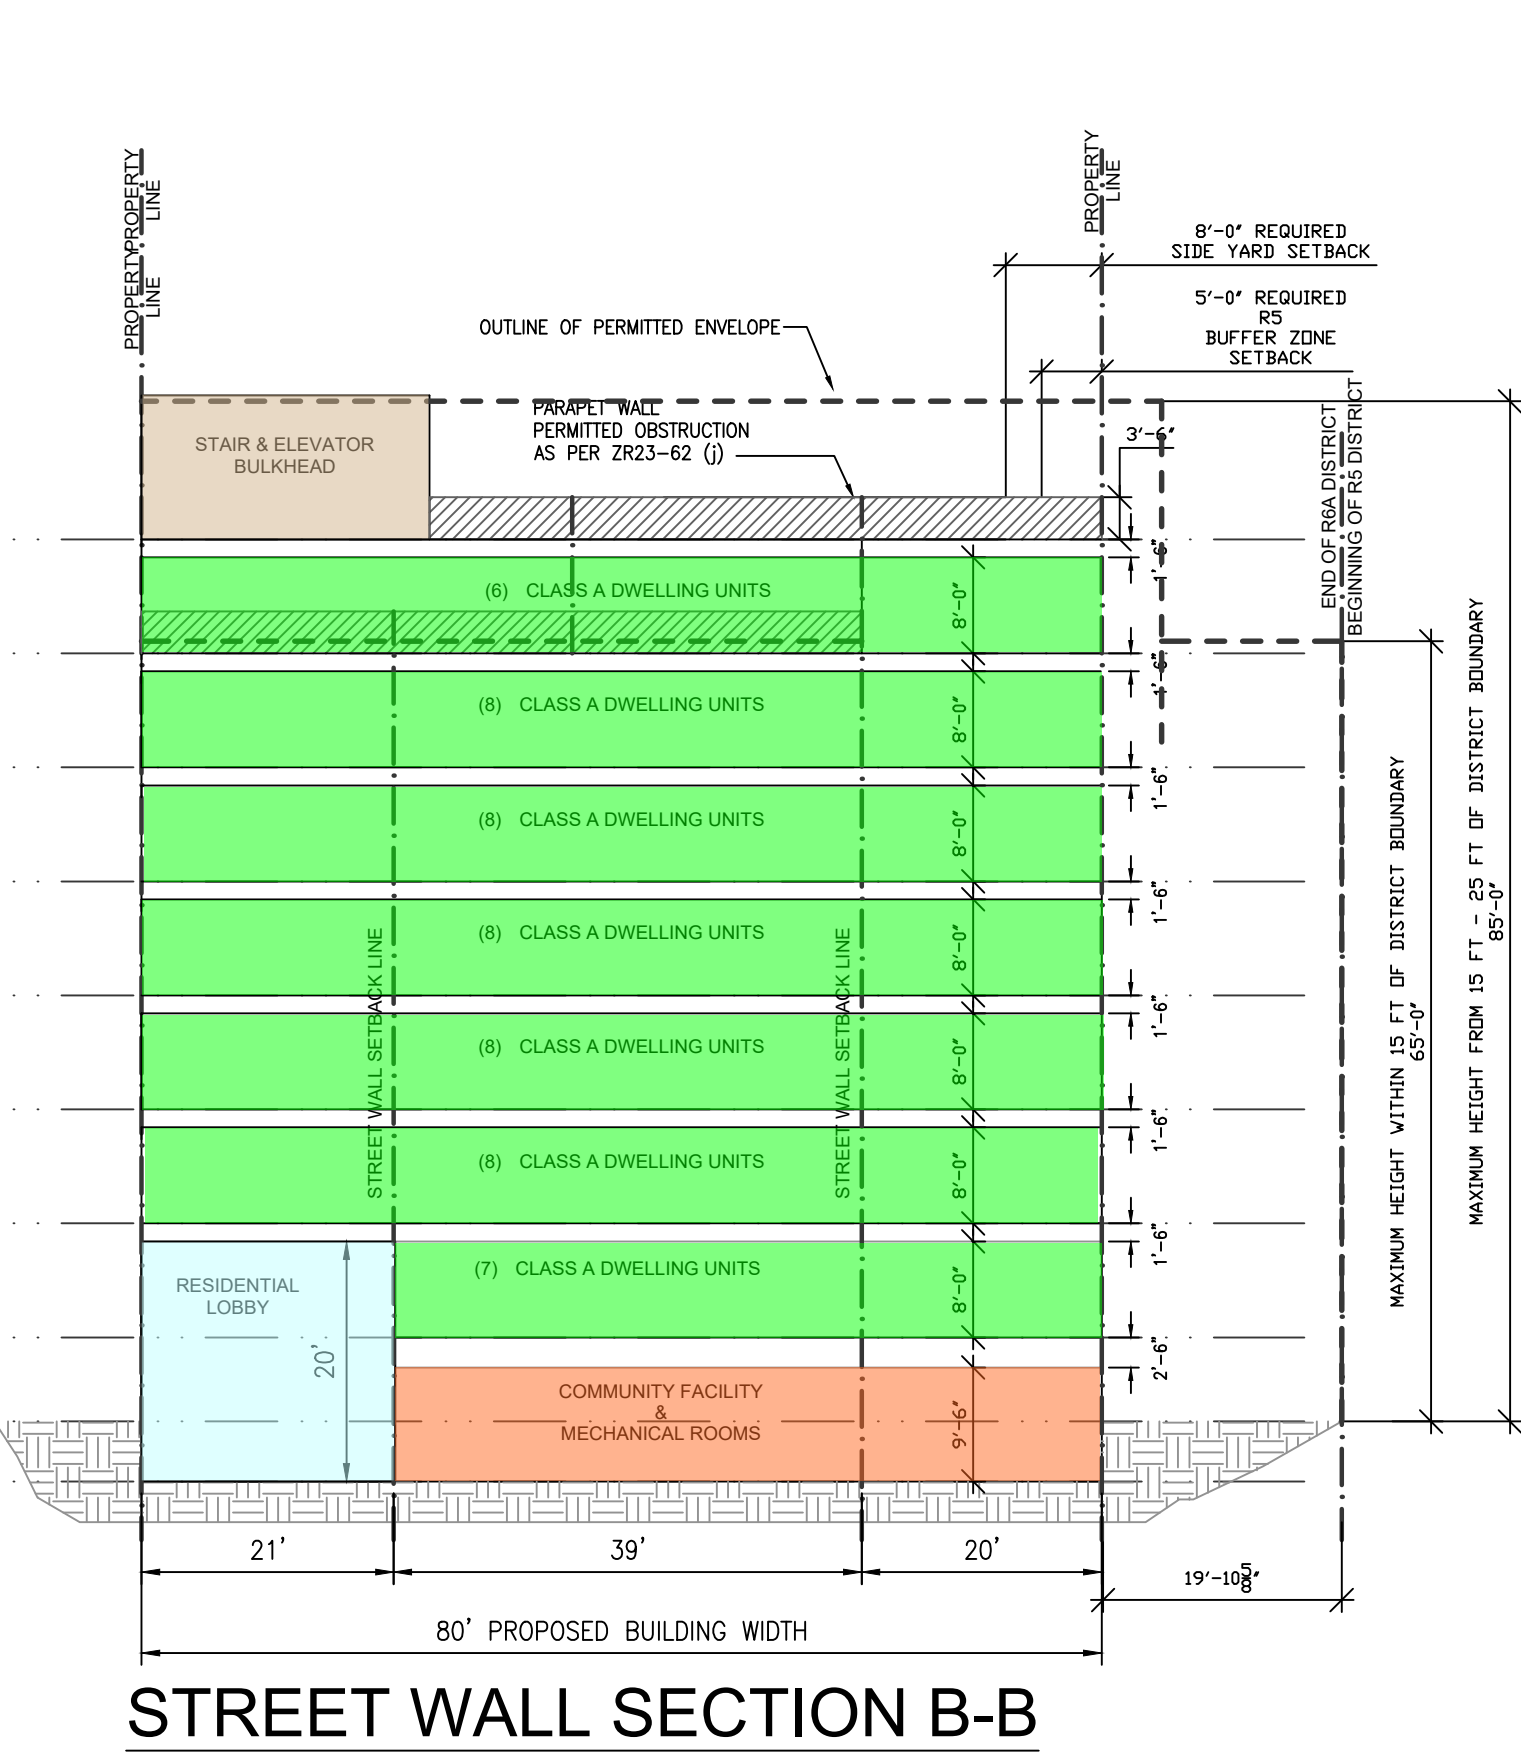 PROPERTY
LINE
PROPERTY
LINE
PROPERTY
LINE
8'-0" REQUIRED
SIDE YARD SETBACK
5'-0" REQUIRED
R5
BUFFER ZONE
SETBACK
OUTLINE OF PERMITTED ENVELOPE
PARAPET WALL
PERMITTED OBSTRUCTION
AS PER ZR23-62 (j)
3'-6"
STAIR & ELEVATOR
BULKHEAD
END OF R6A DISTRICT
BEGINNING OF R5 DISTRICT
1'-6"
(6) CLASS A DWELLING UNITS
8'-0"
1'-6"
(8) CLASS A DWELLING UNITS
8'-0"
1'-6"
(8) CLASS A DWELLING UNITS
8'-0"
1'-6"
(8) CLASS A DWELLING UNITS
8'-0"
1'-6"
(8) CLASS A DWELLING UNITS
8'-0"
1'-6"
(8) CLASS A DWELLING UNITS
8'-0"
1'-6"
STREET WALL SETBACK LINE
STREET WALL SETBACK LINE
MAXIMUM HEIGHT WITHIN 15 FT OF DISTRICT BOUNDARY
65'-0"
MAXIMUM HEIGHT FROM 15 FT - 25 FT OF DISTRICT BOUNDARY
85'-0"
RESIDENTIAL
LOBBY
20'
(7) CLASS A DWELLING UNITS
8'-0"
2'-6"
COMMUNITY FACILITY
&
MECHANICAL ROOMS
9'-6"
21'
39'
20'
19'-10 5/8"
80' PROPOSED BUILDING WIDTH
STREET WALL SECTION B-B